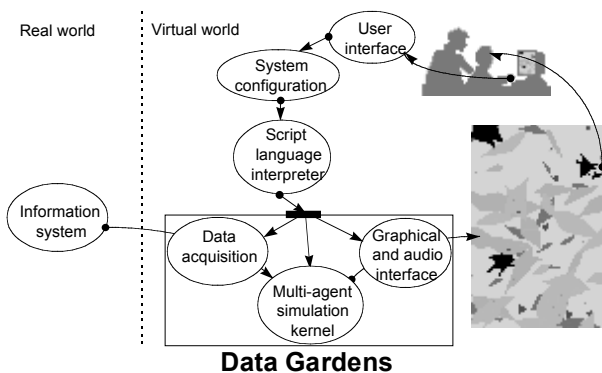 Real world
Virtual world
User
interface
System
configuration
Script
language
interpreter
Information
system
Data
acquisition
Graphical
and audio
interface
Multi-agent
simulation
kernel
Data Gardens